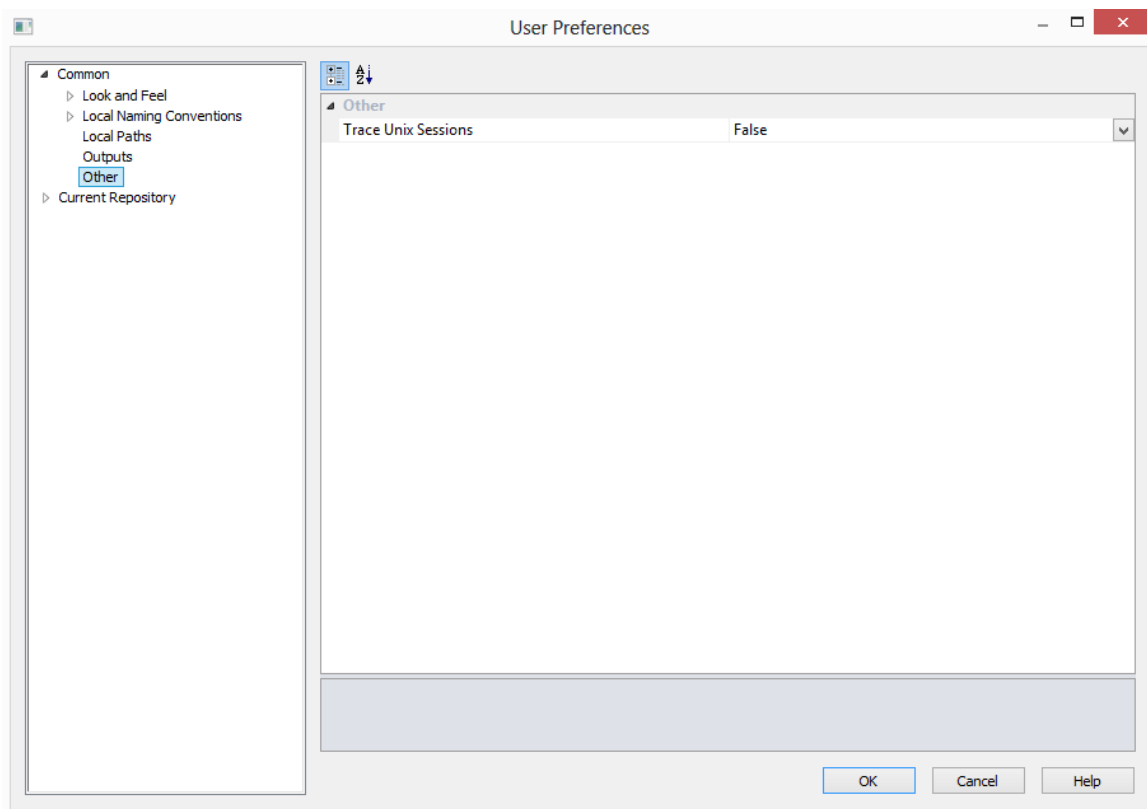 User Preferences
Common
Look and Feel
Local Naming Conventions
Local Paths
Outputs
Other
Current Repository
Other
Trace Unix Sessions False
OK Cancel Help